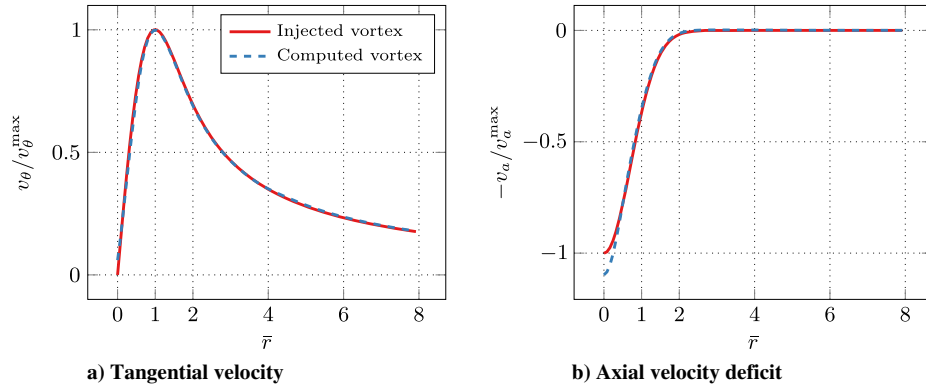 1
0.5
0
v_θ/v_θ^max
0 1 2 4 6 8
r̄
Injected vortex
Computed vortex
a) Tangential velocity
0
−0.5
−1
−v_a/v_a^max
0 1 2 4 6 8
r̄
b) Axial velocity deficit